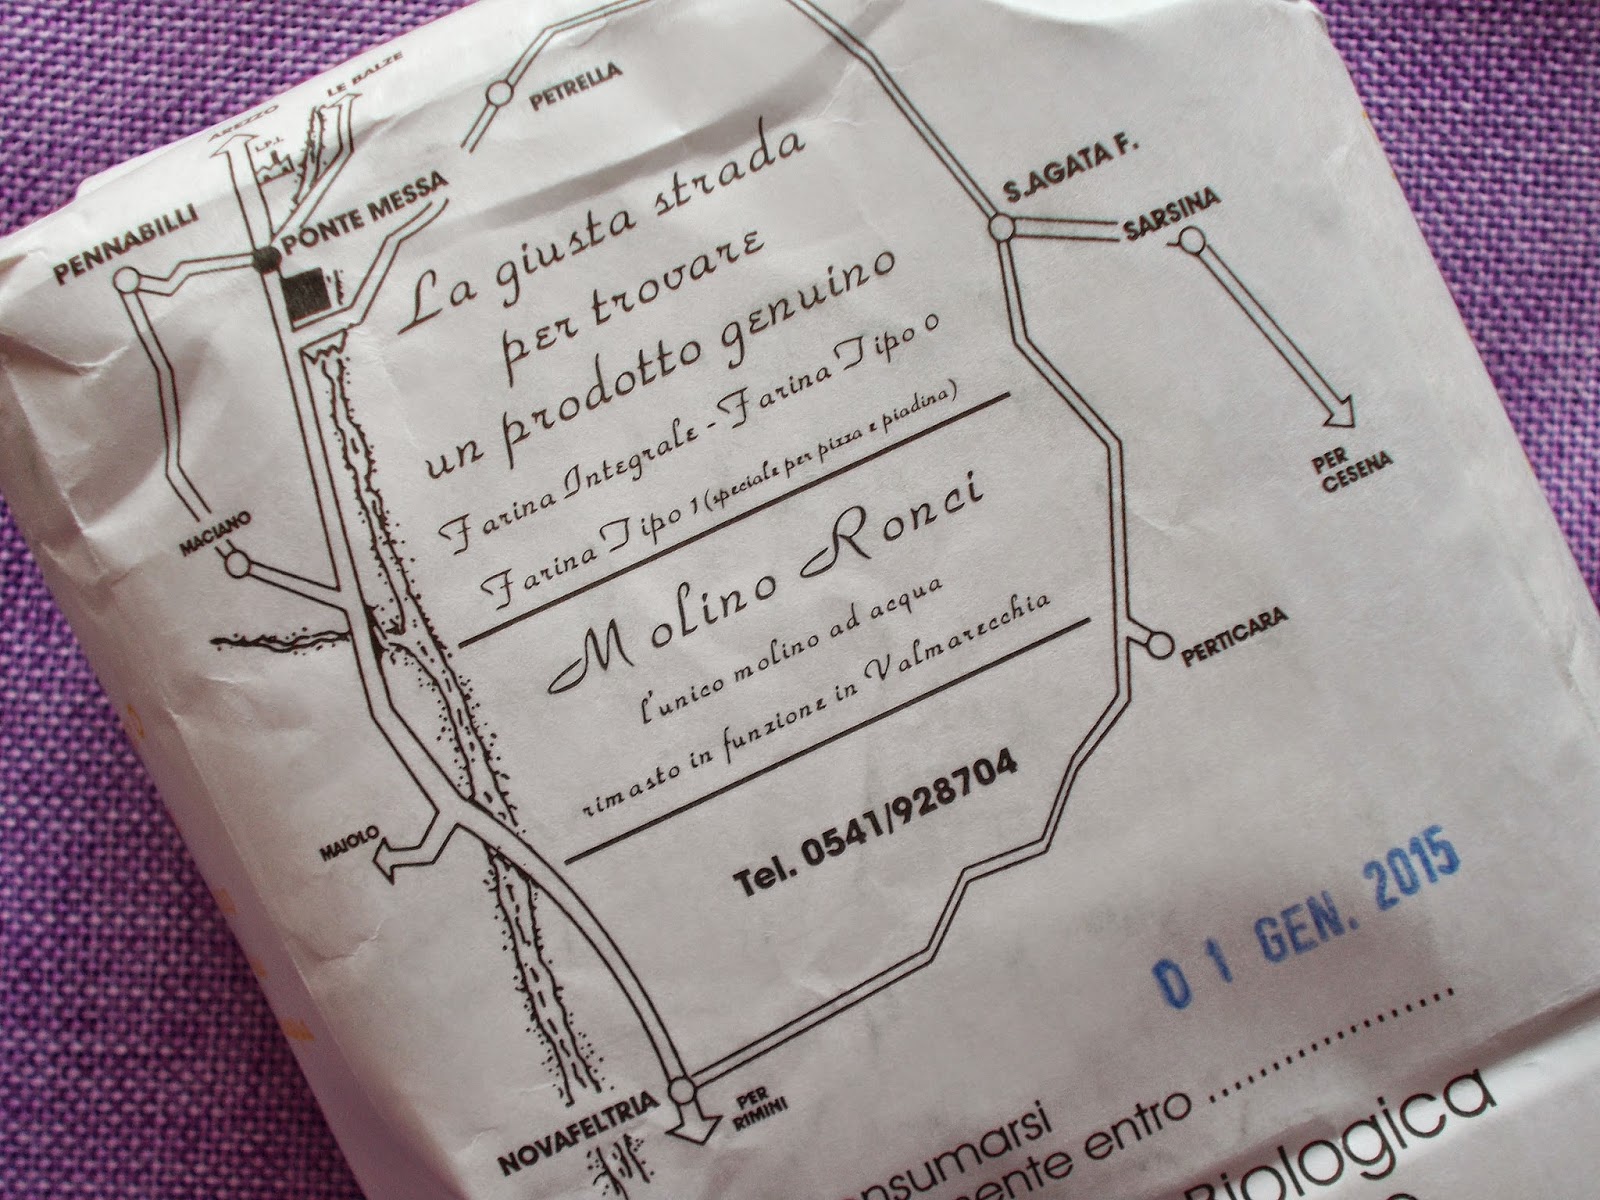 AREZZO
LE BALZE
L.P.L.
PETRELLA
PENNABILLI
PONTE MESSA
S.AGATA F.
SARSINA
PER
CESENA
La giusta strada
per trovare
un prodotto genuino
Farina Integrale - Farina Tipo 0
Farina Tipo 1 (speciale per pizza e piadina)
MACIANO
Molino Ronci
l'unico molino ad acqua
rimasto in funzione in Valmarecchia
PERTICARA
Tel. 0541/928704
MAIOLO
01 GEN. 2015
NOVAFELTRIA
PER
RIMINI
nsumarsi
mente entro ........................
Biologica